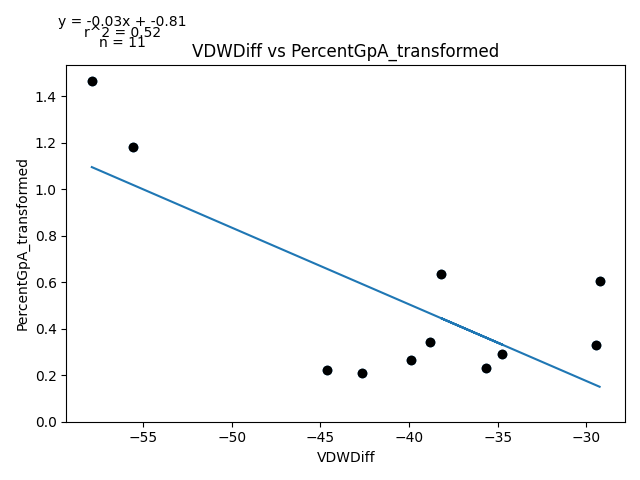 y = -0.03x + -0.81
r^2 = 0.52
n = 11
VDWDiff vs PercentGpA_transformed
PercentGpA_transformed
1.4
1.2
1.0
0.8
0.6
0.4
0.2
0.0
−55
−50
−45
−40
−35
−30
VDWDiff